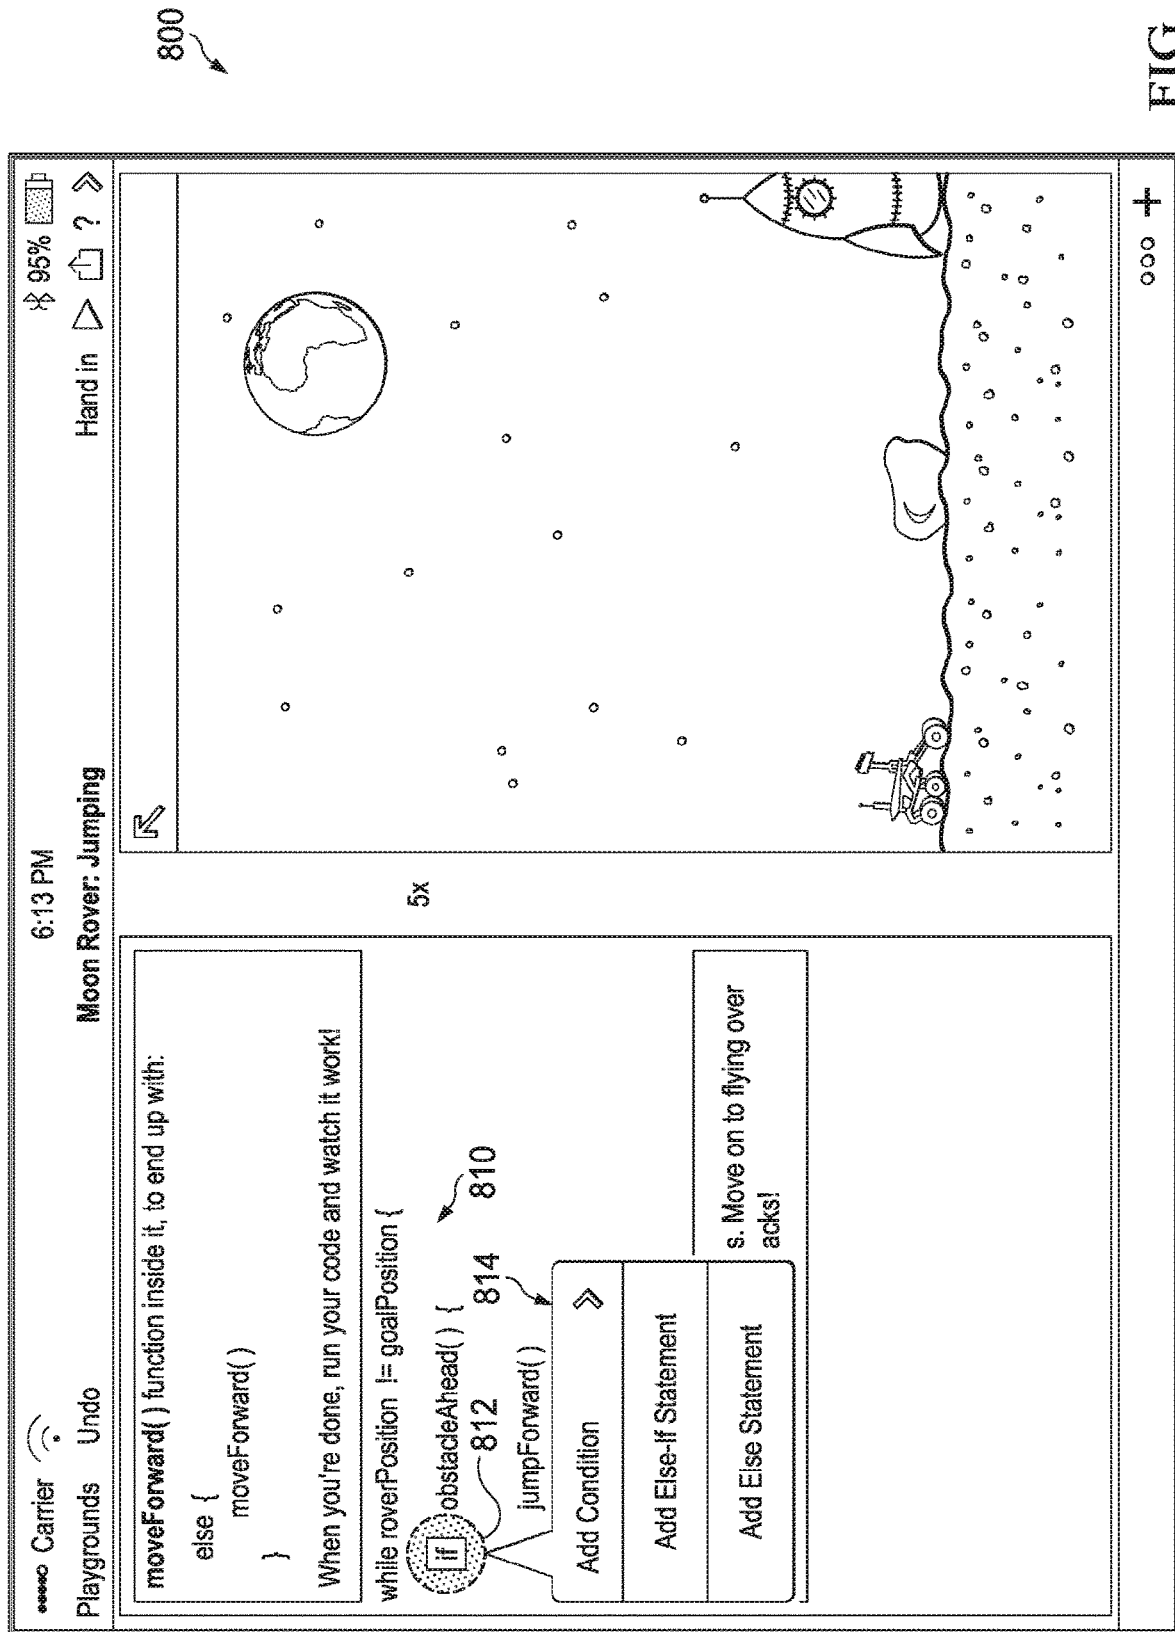 800
Carrier 6:13 PM 95%
Playgrounds Undo Moon Rover: Jumping Hand in ?
moveForward( ) function inside it, to end up with:
else {
moveForward( )
}
When you're done, run your code and watch it work!
while roverPosition != goalPosition {
810
if obstacleAhead( ) {
812
814
jumpForward( )
Add Condition
Add Else-If Statement
Add Else Statement
s. Move on to flying over
acks!
5x
FIG